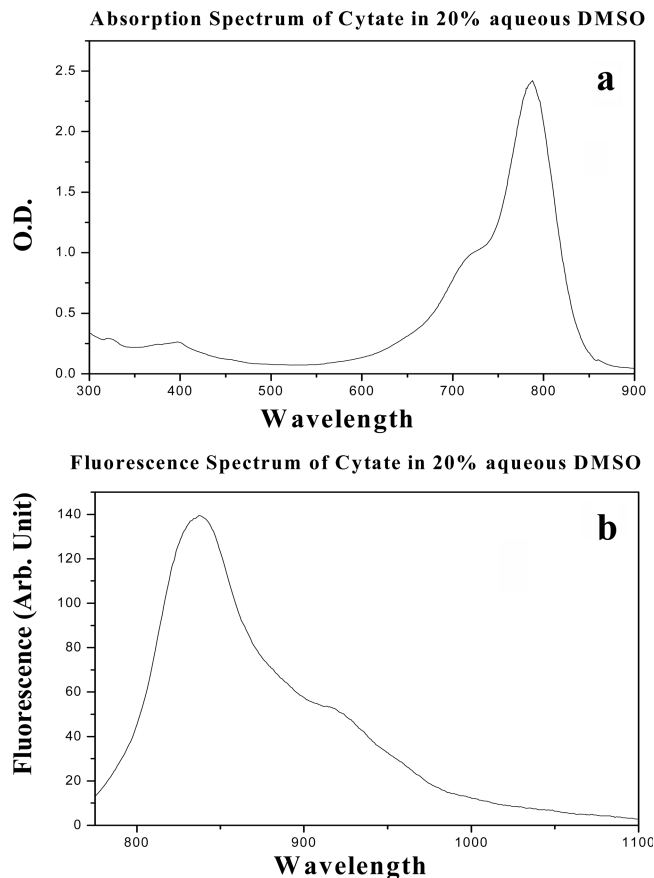 Absorption Spectrum of Cytate in 20% aqueous DMSO
a
2.5
2.0
1.5
1.0
0.5
0.0
O.D.
300 400 500 600 700 800 900
Wavelength
Fluorescence Spectrum of Cytate in 20% aqueous DMSO
b
140
120
100
80
60
40
20
0
Fluorescence (Arb. Unit)
800 900 1000 1100
Wavelength